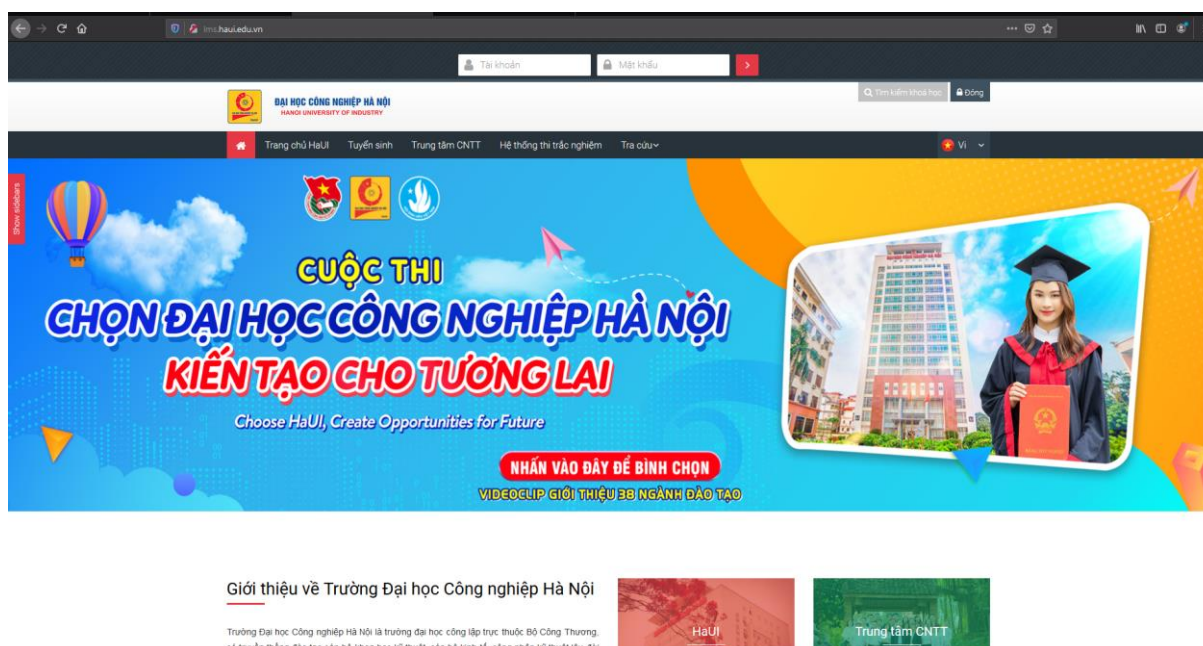 lms.haui.edu.vn
Tài khoản
Mật khẩu
ĐẠI HỌC CÔNG NGHIỆP HÀ NỘI
HANOI UNIVERSITY OF INDUSTRY
Tìm kiếm khoá học
Đóng
Trang chủ HaUI Tuyển sinh Trung tâm CNTT Hệ thống thi trắc nghiệm Tra cứu
Vi
Show sidebars
CUỘC THI
CHỌN ĐẠI HỌC CÔNG NGHIỆP HÀ NỘI
KIẾN TẠO CHO TƯƠNG LAI
Choose HaUI, Create Opportunities for Future
NHẤN VÀO ĐÂY ĐỂ BÌNH CHỌN
VIDEOCLIP GIỚI THIỆU 38 NGÀNH ĐÀO TẠO
Giới thiệu về Trường Đại học Công nghiệp Hà Nội
Trường Đại học Công nghiệp Hà Nội là trường đại học công lập trực thuộc Bộ Công Thương,
HaUI
Trung tâm CNTT